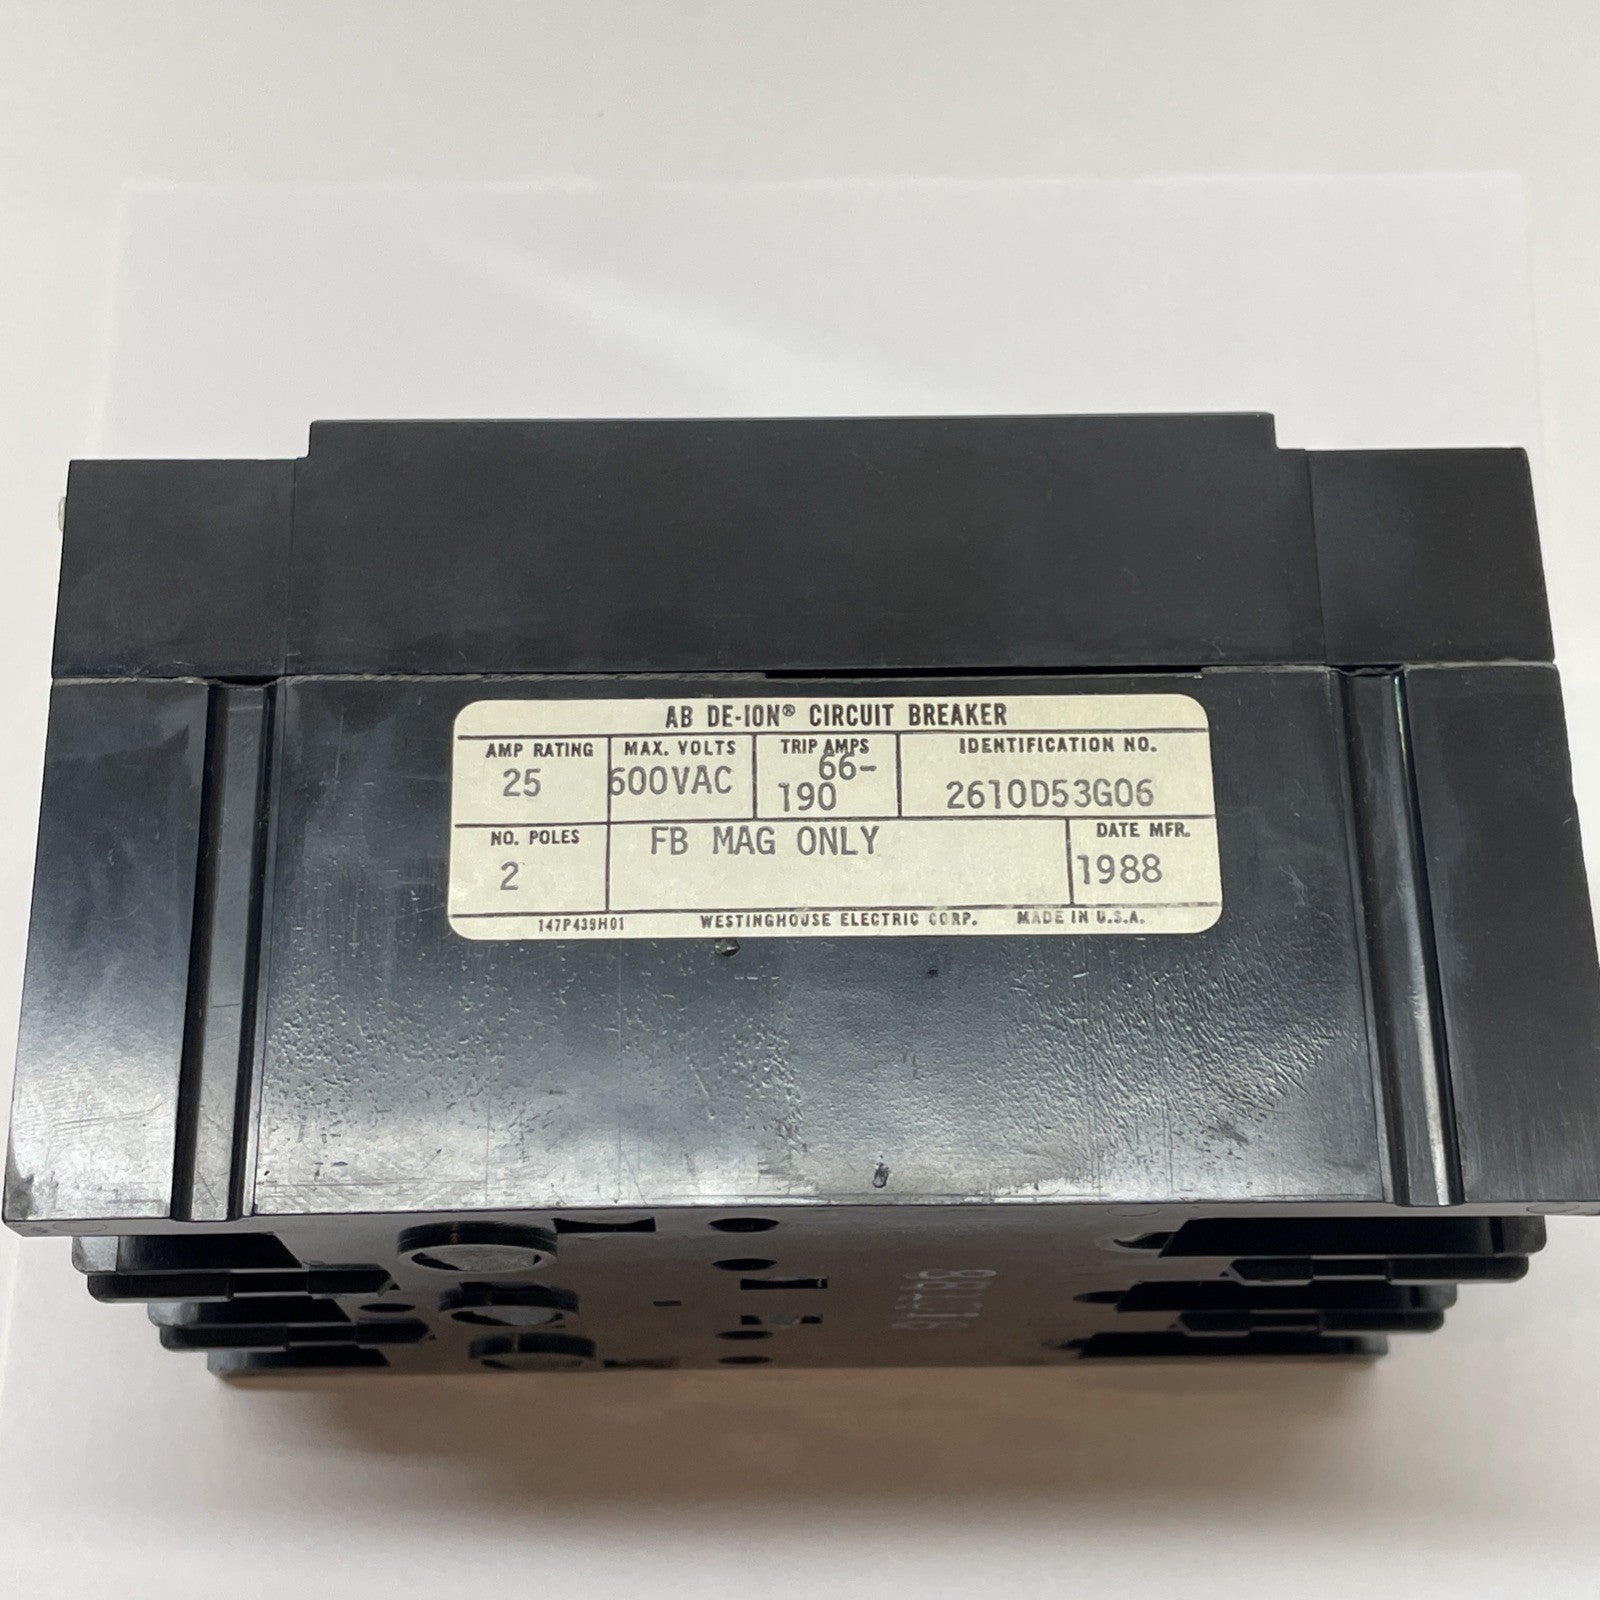 AB DE-ION® CIRCUIT BREAKER
AMP RATING MAX. VOLTS TRIP AMPS IDENTIFICATION NO.
25 600VAC 66-190 2610D53G06
NO. POLES FB MAG ONLY DATE MFR.
2 1988
147P439H01 WESTINGHOUSE ELECTRIC CORP. MADE IN U.S.A.